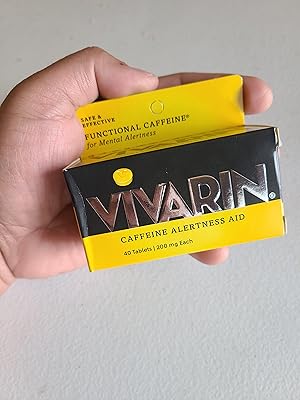 SAFE &
EFFECTIVE
FUNCTIONAL CAFFEINE®
for Mental Alertness
VIVARIN®
CAFFEINE ALERTNESS AID
40 Tablets | 200 mg Each